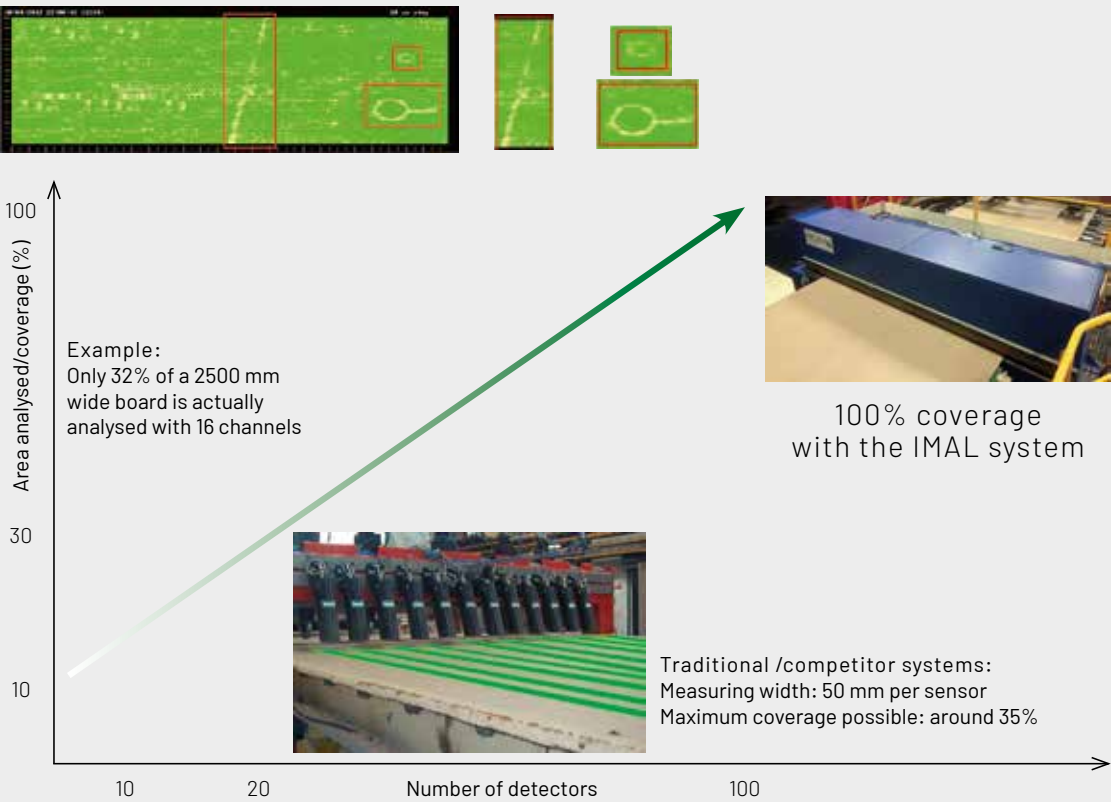 100
Area analysed/coverage (%)
Example:
Only 32% of a 2500 mm
wide board is actually
analysed with 16 channels
100% coverage
with the IMAL system
30
Traditional /competitor systems:
Measuring width: 50 mm per sensor
Maximum coverage possible: around 35%
10
10
20
Number of detectors
100